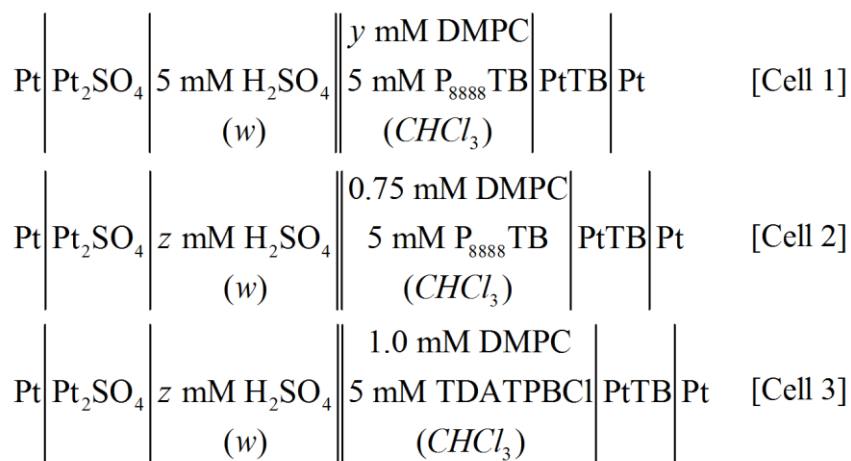 y mM DMPC
Pt|Pt₂SO₄|5 mM H₂SO₄||5 mM P₈₈₈₈TB|PtTB|Pt [Cell 1]
(w) (CHCl₃)
0.75 mM DMPC
Pt|Pt₂SO₄|z mM H₂SO₄||5 mM P₈₈₈₈TB|PtTB|Pt [Cell 2]
(w) (CHCl₃)
1.0 mM DMPC
Pt|Pt₂SO₄|z mM H₂SO₄||5 mM TDATPBCl|PtTB|Pt [Cell 3]
(w) (CHCl₃)